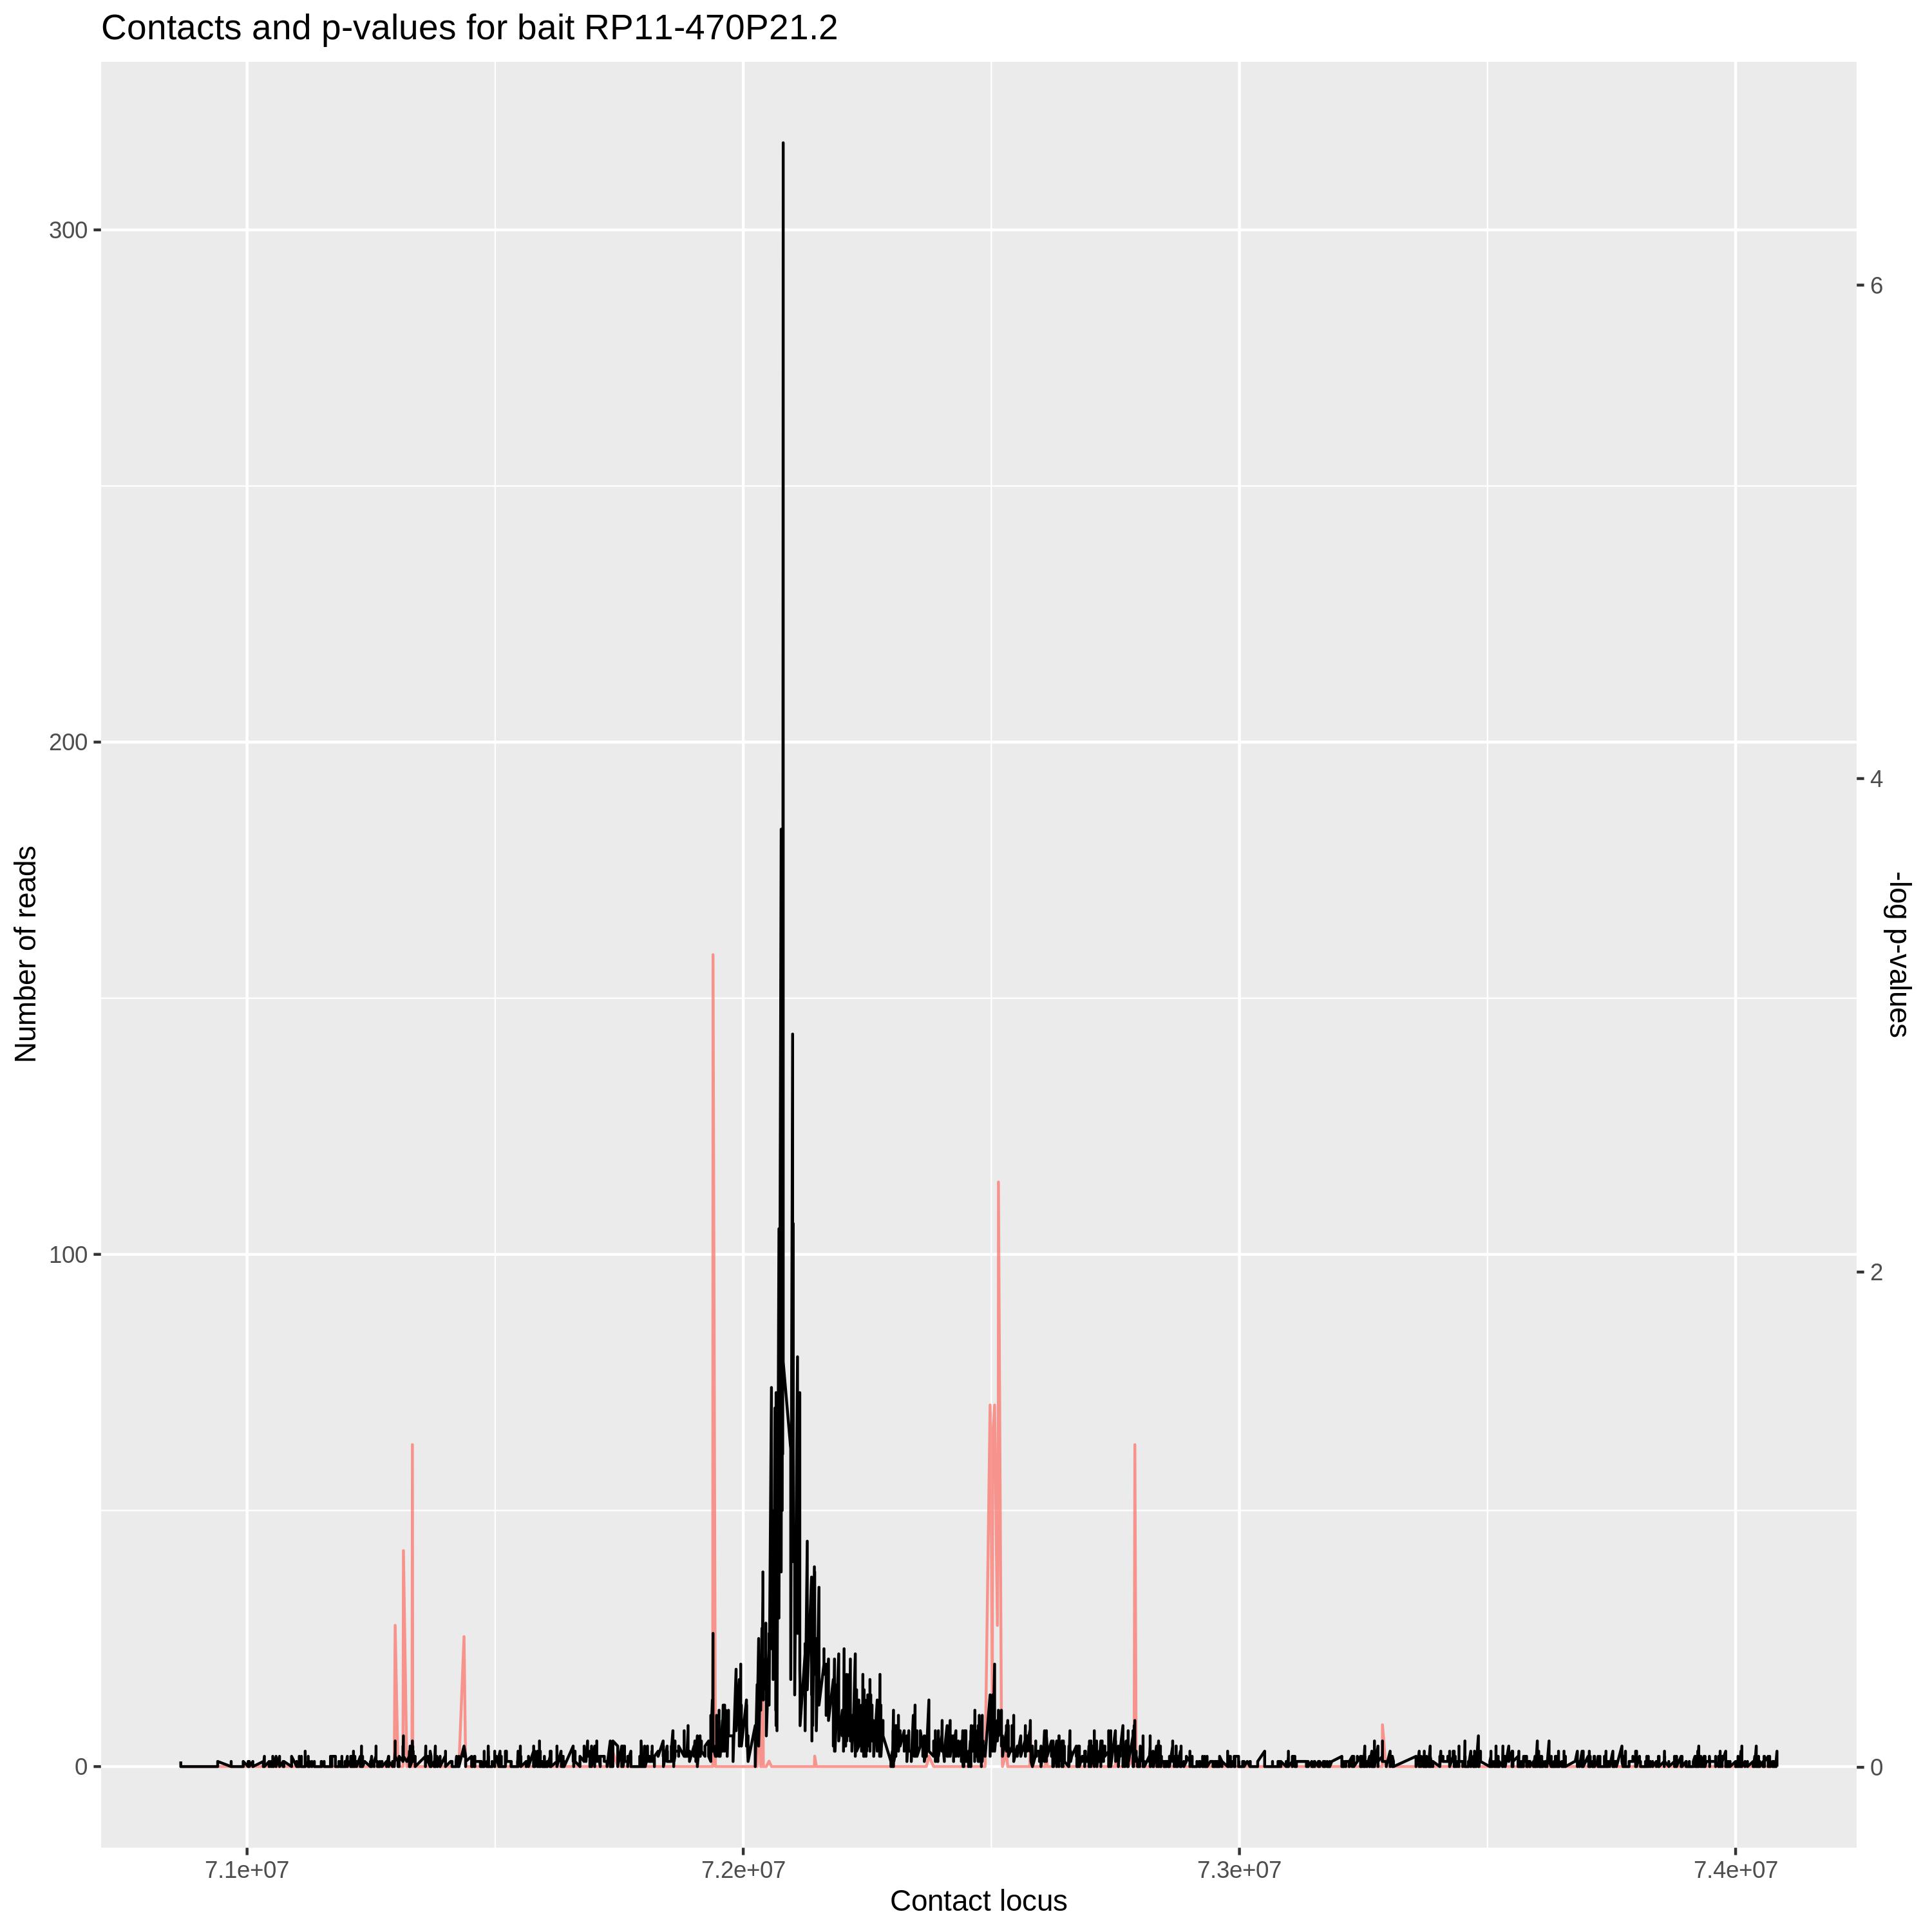 Contacts and p-values for bait RP11-470P21.2
300
200
100
0
Number of reads
6
4
2
0
-log p-values
7.1e+07
7.2e+07
7.3e+07
7.4e+07
Contact locus